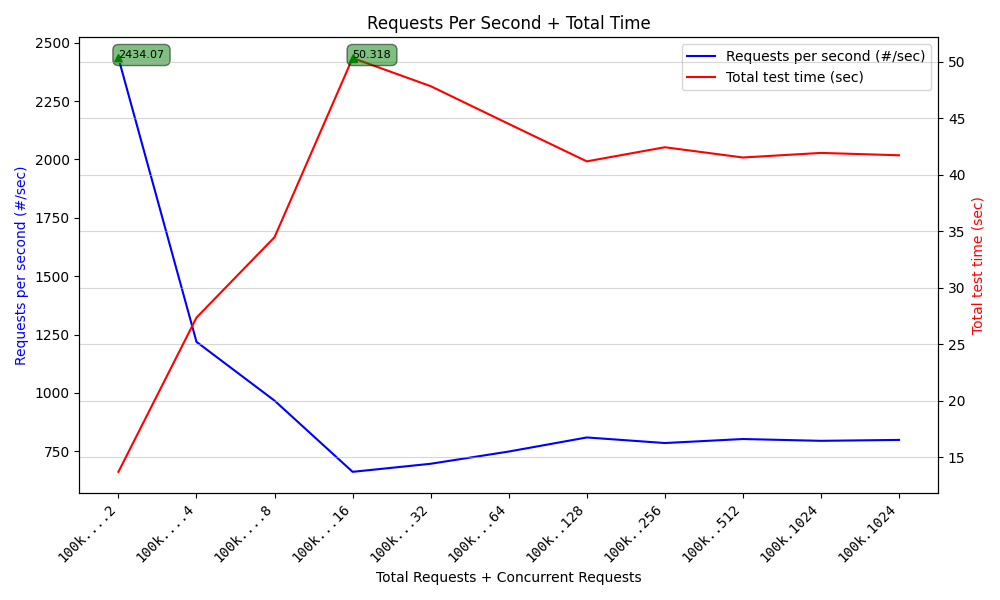 Requests Per Second + Total Time
2434.07
50.318
Requests per second (#/sec)
Total test time (sec)
2500
2250
2000
1750
1500
1250
1000
750
Requests per second (#/sec)
50
45
40
35
30
25
20
15
Total test time (sec)
100k....2
100k....4
100k....8
100k...16
100k...32
100k...64
100k..128
100k..256
100k..512
100k.1024
100k.1024
Total Requests + Concurrent Requests